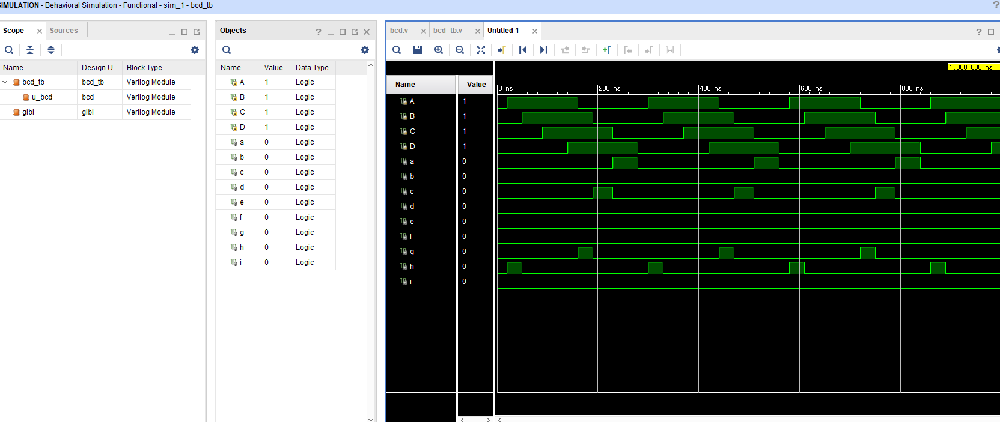 SIMULATION - Behavioral Simulation - Functional - sim_1 - bcd_tb
?
Scope
Sources
Name Design U... Block Type
bcd_tb bcd_tb Verilog Module
u_bcd bcd Verilog Module
glbl glbl Verilog Module
Objects
?
Name Value Data Type
A 1 Logic
B 1 Logic
C 1 Logic
D 1 Logic
a 0 Logic
b 0 Logic
c 0 Logic
d 0 Logic
e 0 Logic
f 0 Logic
g 0 Logic
h 0 Logic
i 0 Logic
bcd.v bcd_tb.v Untitled 1
?
1,000,000 ns
Name Value
0 ns 200 ns 400 ns 600 ns 800 ns
A 1
B 1
C 1
D 1
a 0
b 0
c 0
d 0
e 0
f 0
g 0
h 0
i 0